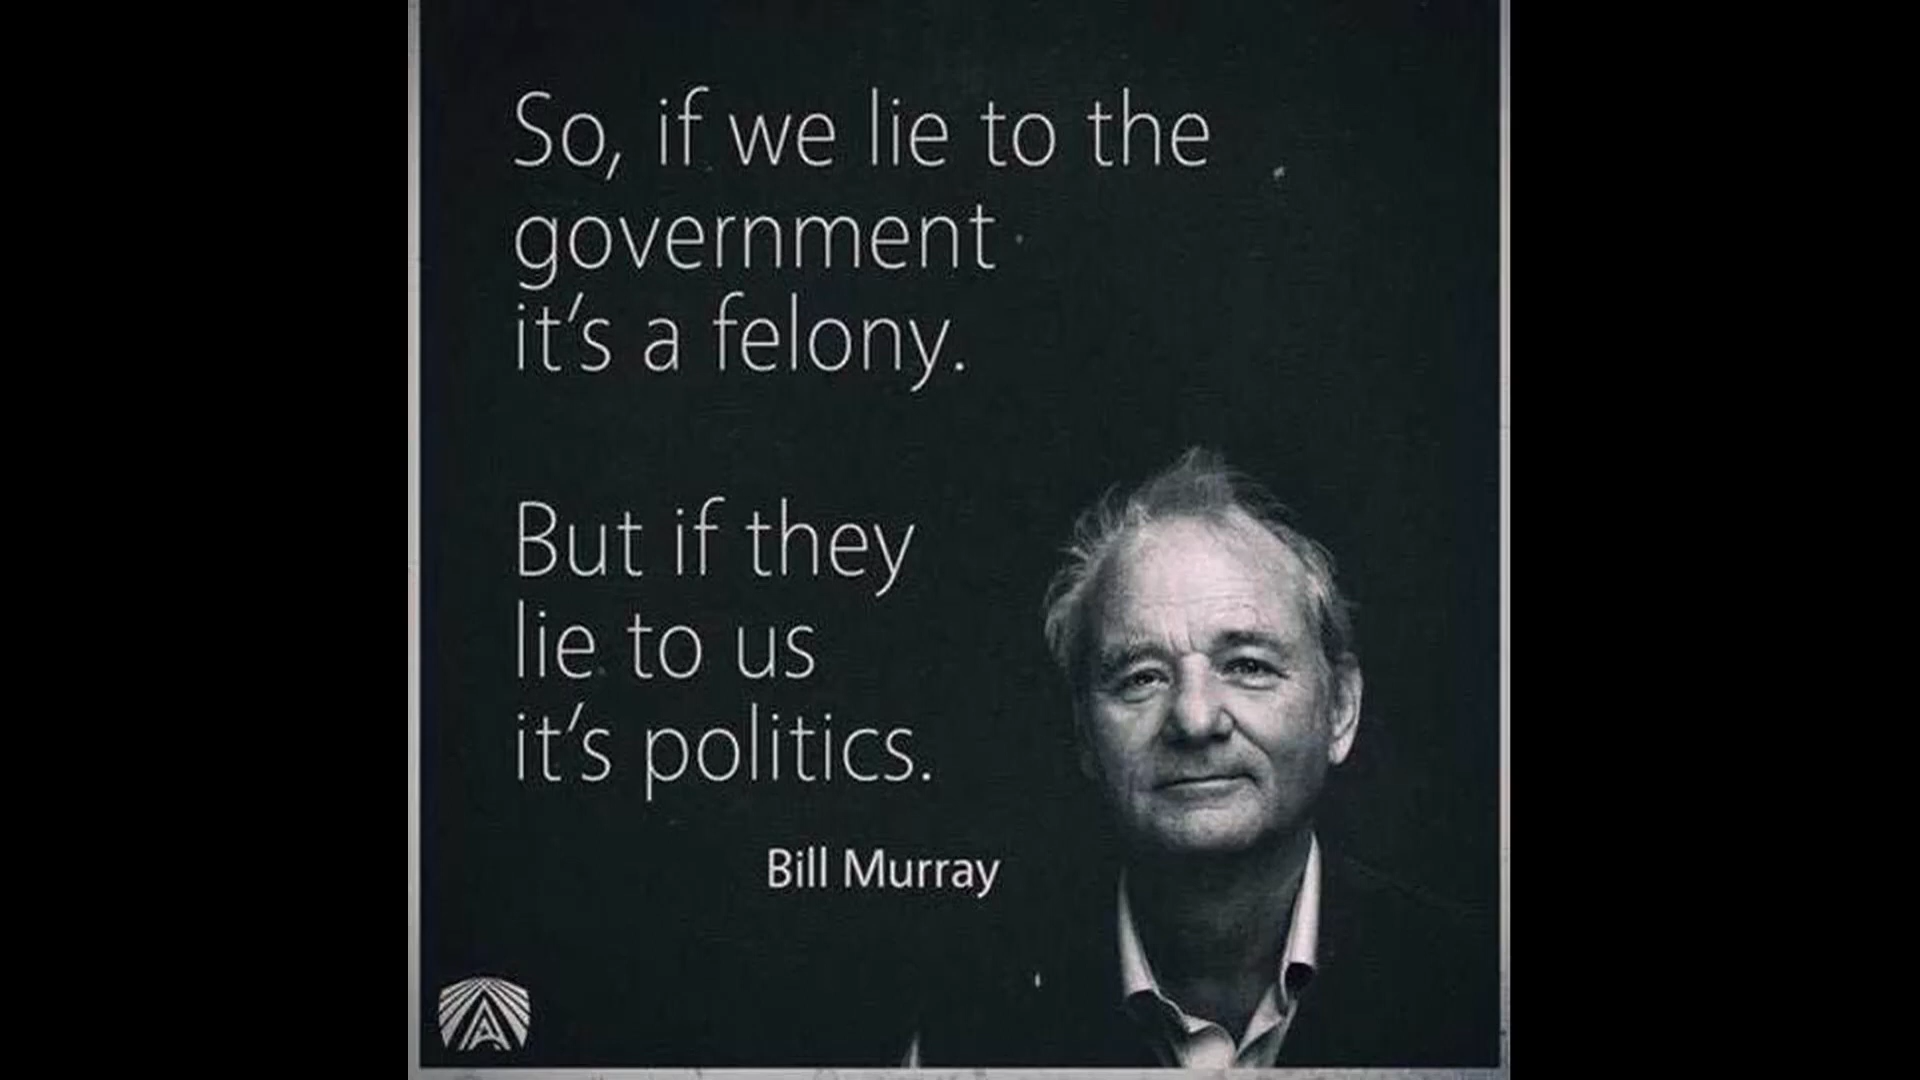 So, if we lie to the
government
it's a felony.
But if they
lie to us
it's politics.
Bill Murray